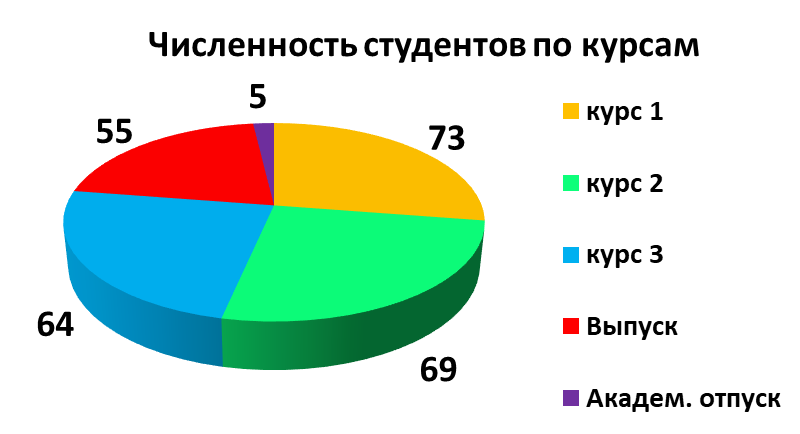 Численность студентов по курсам
5
55
73
64
69
курс 1
курс 2
курс 3
Выпуск
Академ. отпуск